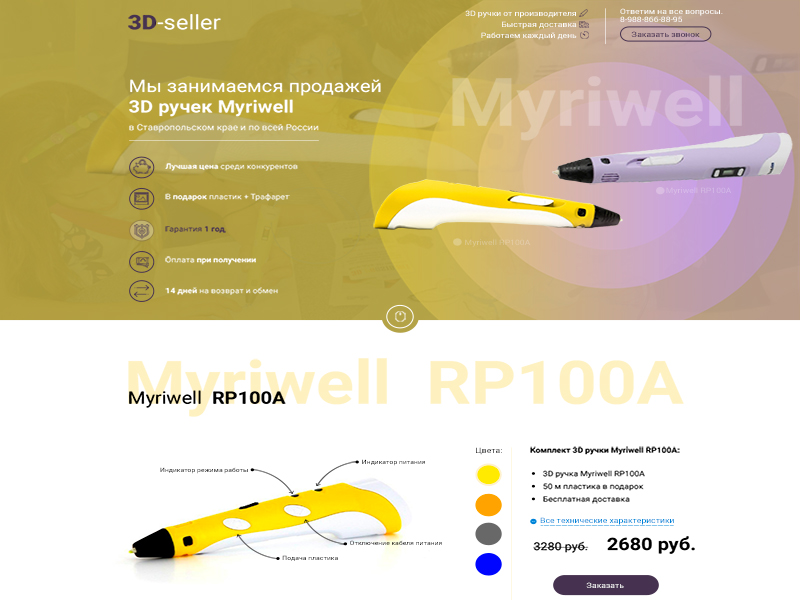 3D-seller
3D ручки от производителя
Быстрая доставка
Работаем каждый день
Ответим на все вопросы.
8-988-866-88-95
Заказать звонок
Мы занимаемся продажей
3D ручек Myriwell
в Ставропольском крае и по всей России
Лучшая цена среди конкурентов
В подарок пластик + Трафарет
Гарантия 1 год
Оплата при получении
14 дней на возврат и обмен
Myriwell
Myriwell RP100A
Myriwell RP100A
Myriwell RP100A
Myriwell RP100A
Индикатор режима работы
Индикатор питания
Отключение кабеля питания
Подача пластика
Цвета:
Комплект 3D ручки Myriwell RP100A:
3D ручка Myriwell RP100A
50 м пластика в подарок
Бесплатная доставка
Все технические характеристики
3280 руб. 2680 руб.
Заказать